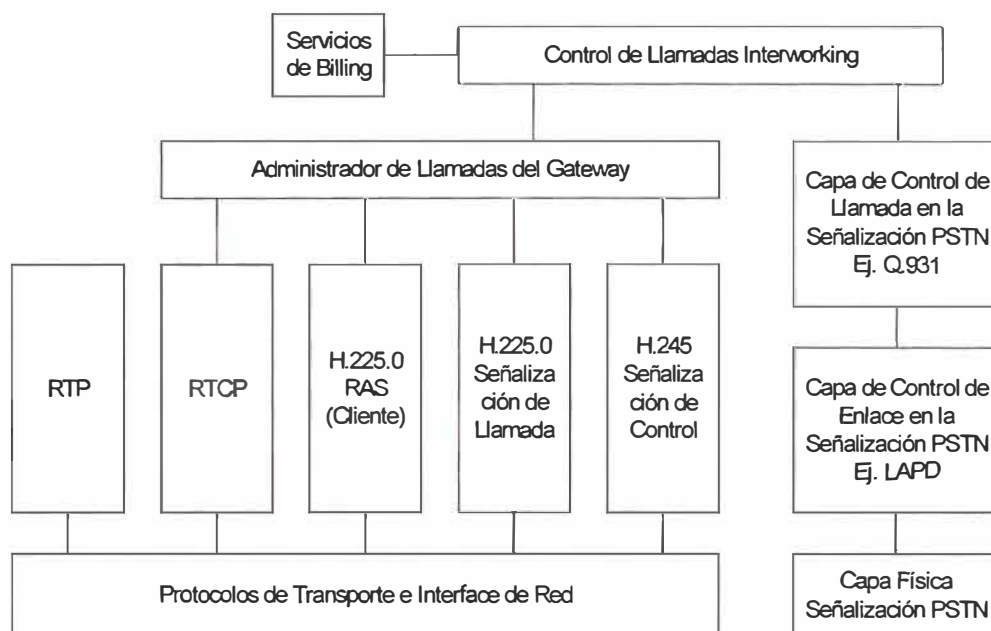 Servicios
de Billing
Control de Llamadas Interworking
Administrador de Llamadas del Gateway
Capa de Control de
Llamada en la
Señalización PSTN
Ej. Q.931
RTP
RTCP
H.225.0
RAS
(Cliente)
H.225.0
Señaliza
ción de
Llamada
H.245
Señaliza
ción de
Control
Capa de Control de
Enlace en la
Señalización PSTN
Ej. LAPD
Protocolos de Transporte e Interface de Red
Capa Física
Señalización PSTN